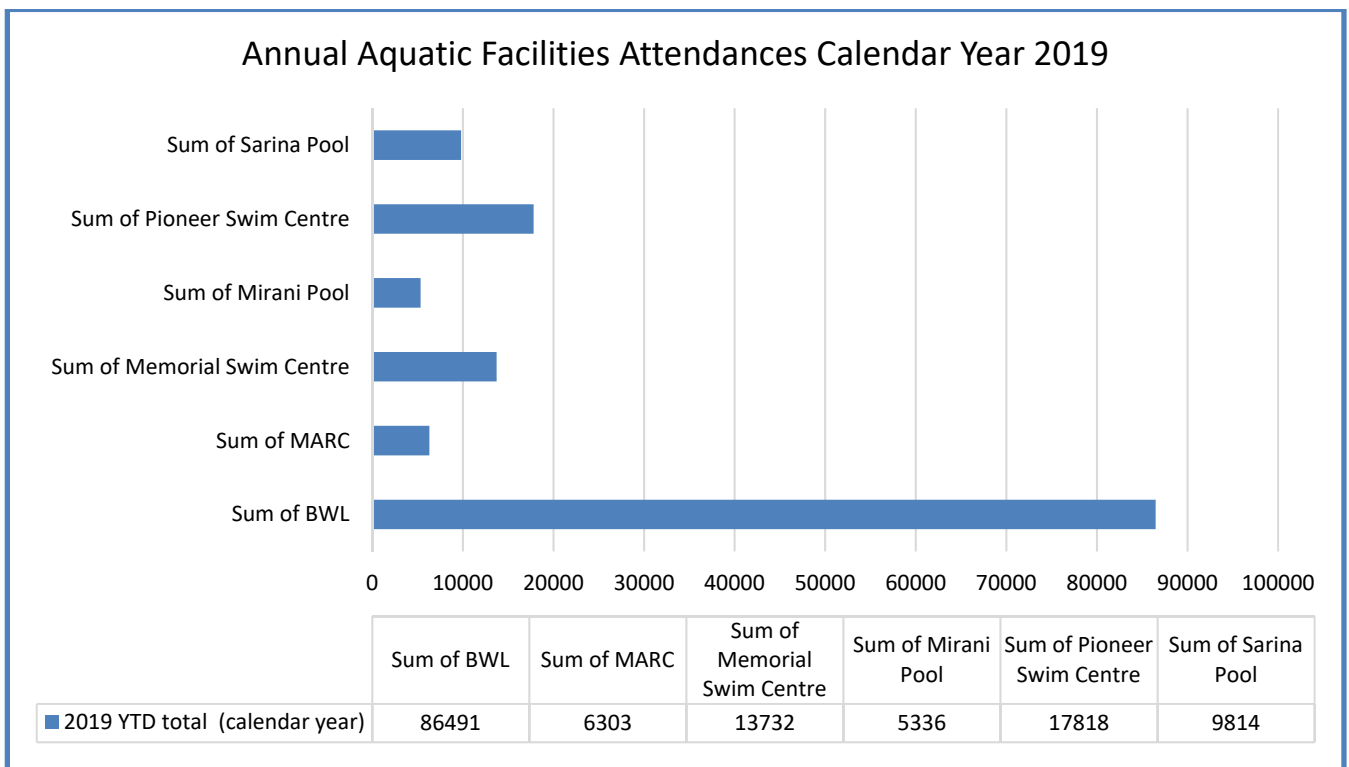 Annual Aquatic Facilities Attendances Calendar Year 2019
Sum of Sarina Pool
Sum of Pioneer Swim Centre
Sum of Mirani Pool
Sum of Memorial Swim Centre
Sum of MARC
Sum of BWL
0 10000 20000 30000 40000 50000 60000 70000 80000 90000 100000
Sum of BWL
Sum of MARC
Sum of
Memorial
Swim Centre
Sum of Mirani
Pool
Sum of Pioneer
Swim Centre
Sum of Sarina
Pool
2019 YTD total (calendar year) 86491 6303 13732 5336 17818 9814